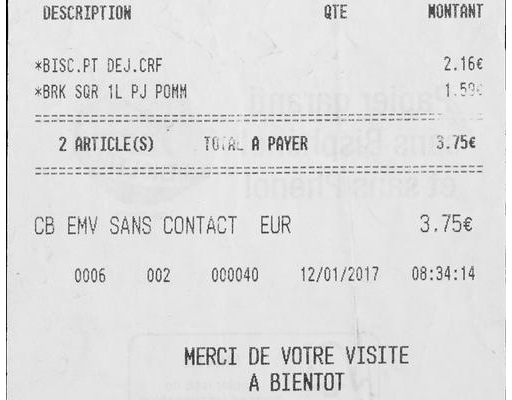 DESCRIPTION QTE MONTANT
*BISC.PT DEJ.CRF 2.16€
*BRK SQR 1L PJ POMM 1.59€
================================================
2 ARTICLE(S) TOTAL A PAYER 3.75€
================================================
CB EMV SANS CONTACT EUR 3.75€
0006 002 000040 12/01/2017 08:34:14
MERCI DE VOTRE VISITE
A BIENTOT